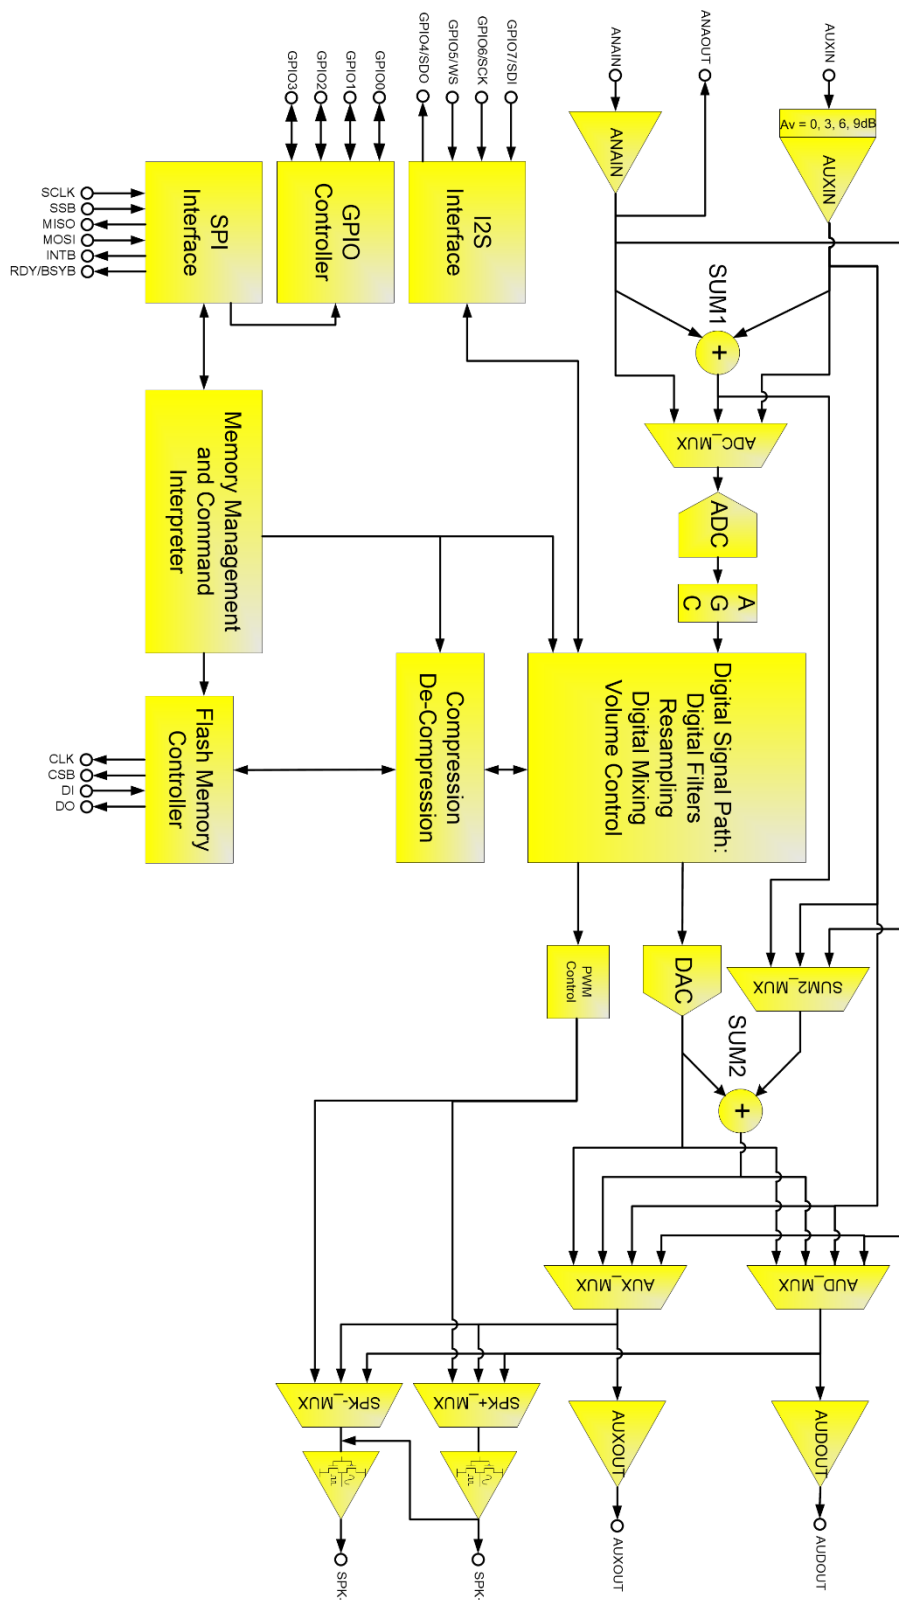 GPIO3
GPIO2
GPIO1
GPIO0
GPIO4/SDO
GPIO5/WS
GPIO6/SCK
GPIO7/SDI
ANAIN
ANAOUT
AUXIN
Av = 0, 3, 6, 9dB
ANAIN
AUXIN
SCLK
SSB
MISO
MOSI
INTB
RDY/BSYB
SPI
Interface
GPIO
Controller
I2S
Interface
SUM1
+
ADC_MUX
ADC
A
G
C
Memory Management
and Command
Interpreter
Compression
De-Compression
Digital Signal Path:
Digital Filters
Resampling
Digital Mixing
Volume Control
Flash Memory
Controller
CLK
CSB
DI
DO
PWM
Control
DAC
SUM2_MUX
SUM2
+
AUX_MUX
AUD_MUX
SPK-_MUX
SPK+_MUX
AUXOUT
AUDOUT
SPK-
SPK-
AUXOUT
AUDOUT